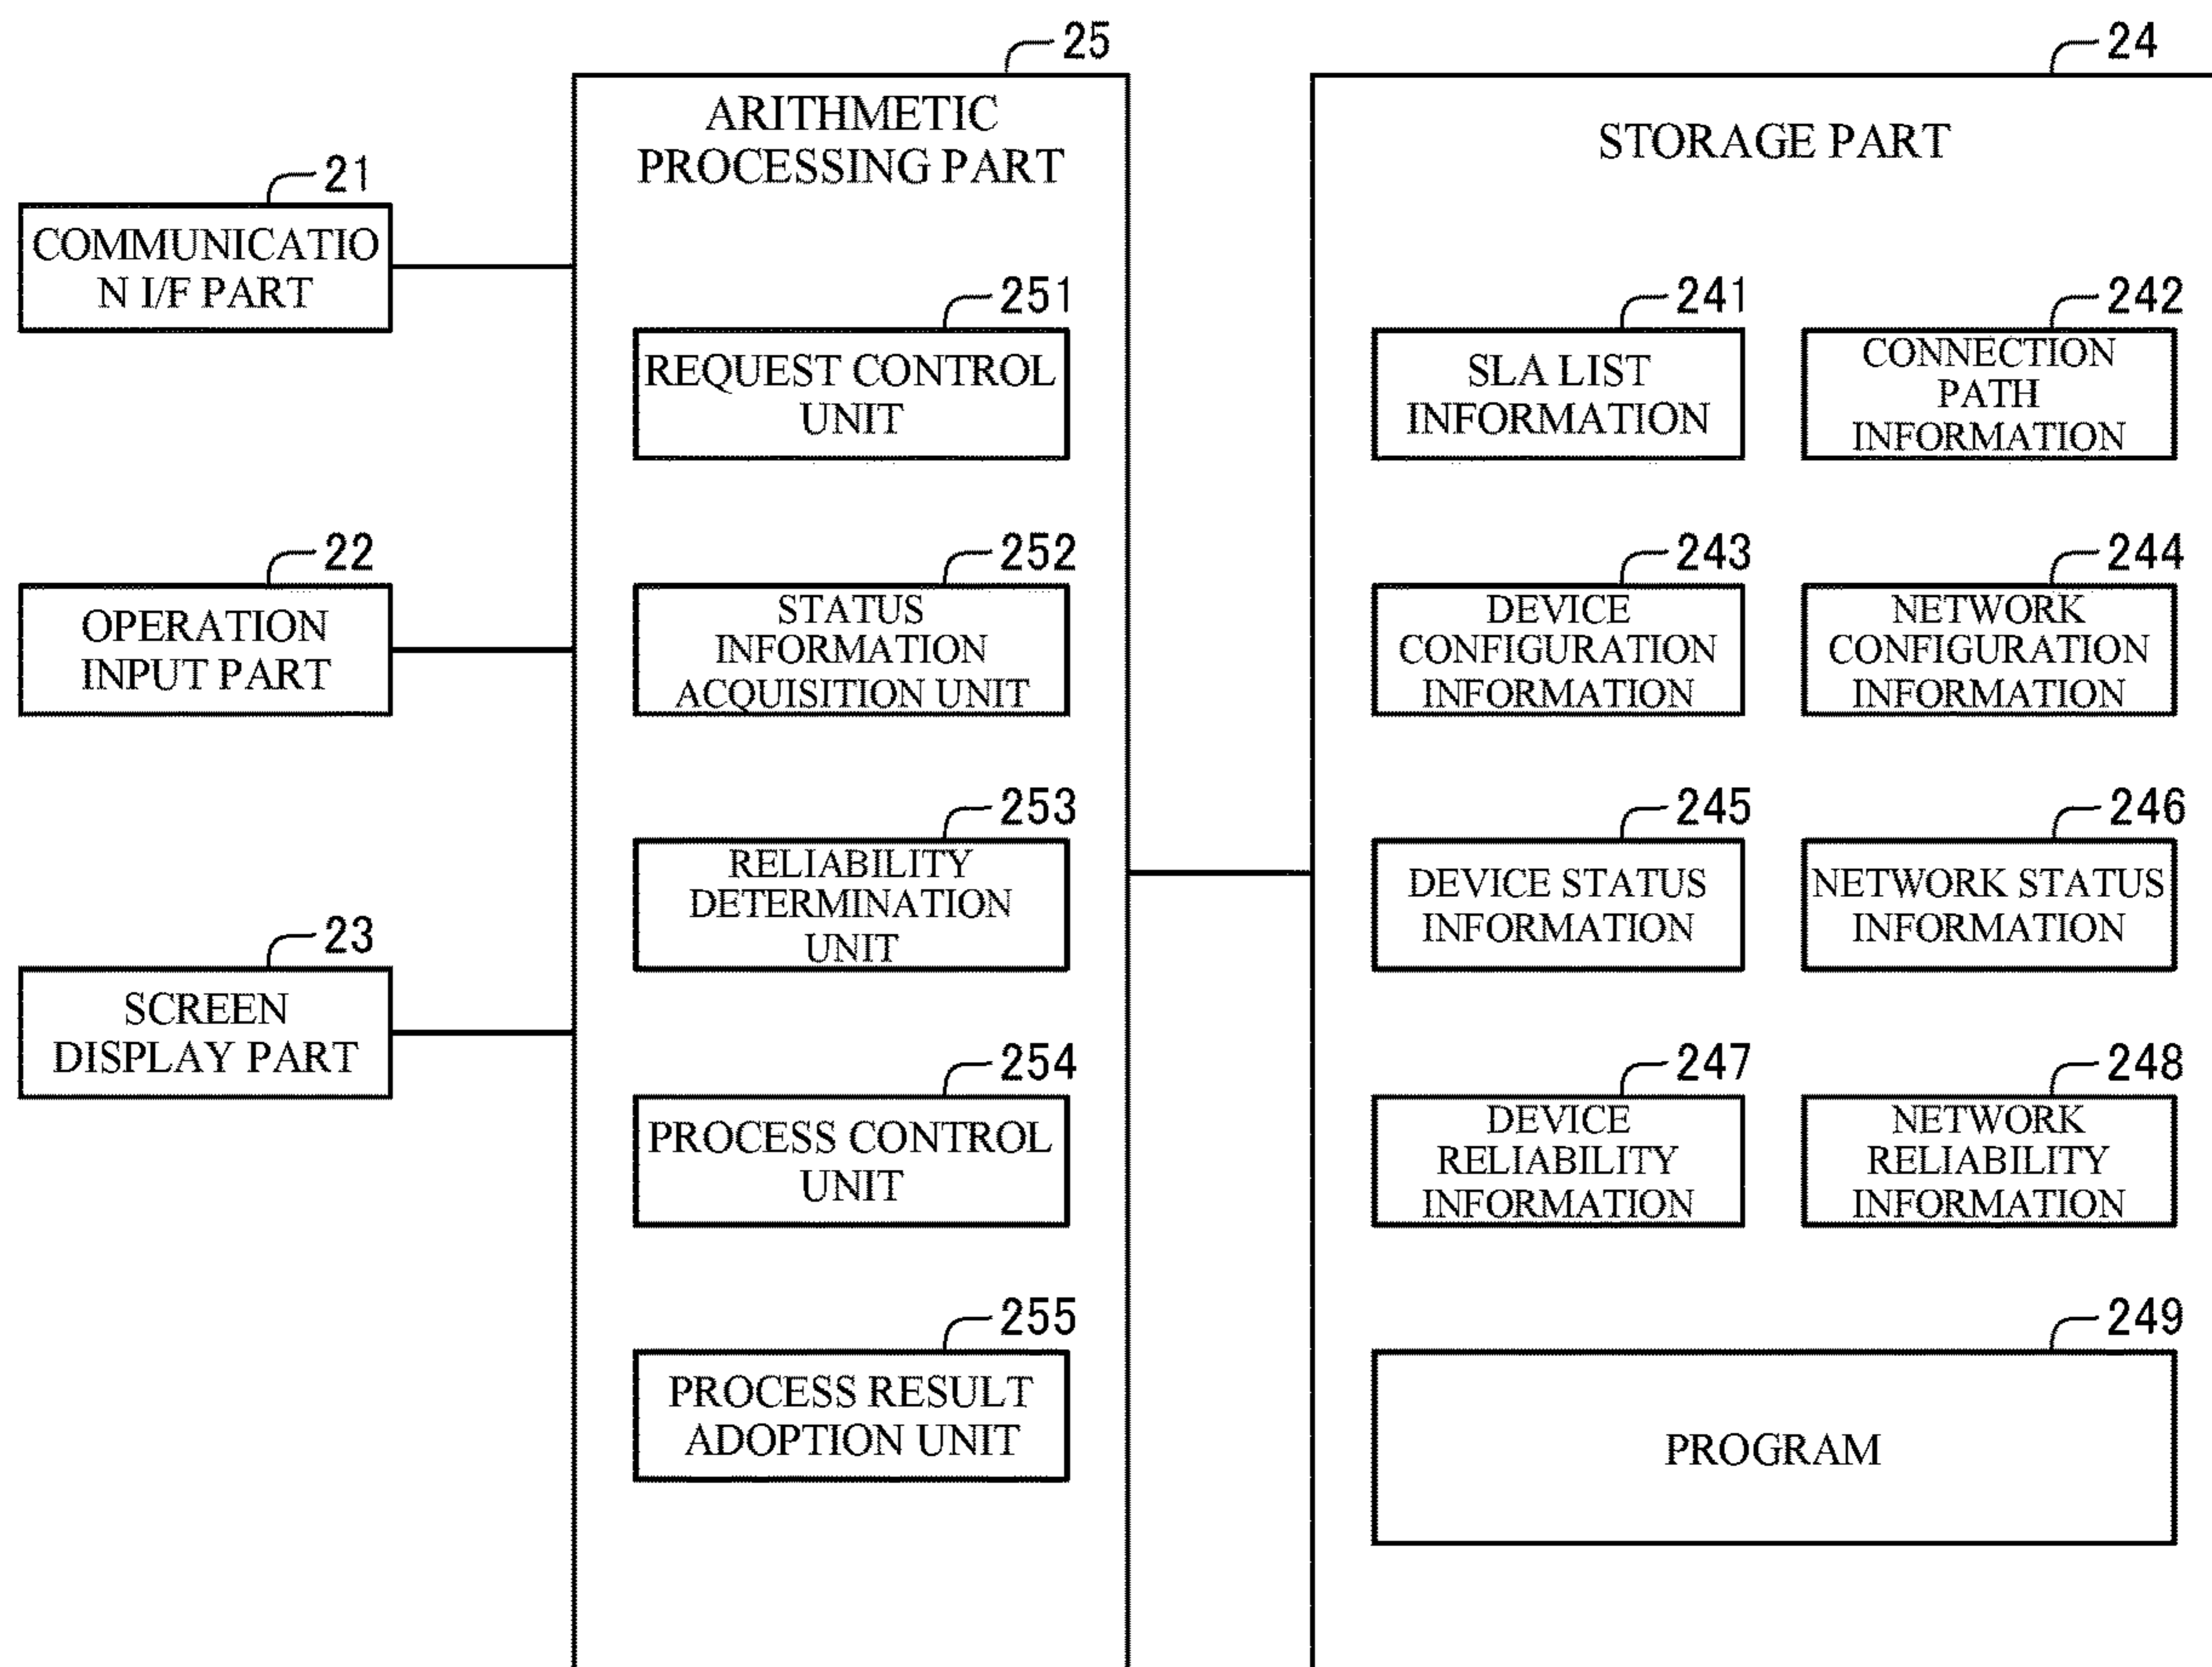 25
ARITHMETIC
PROCESSING PART
24
STORAGE PART
21
COMMUNICATIO
N I/F PART
22
OPERATION
INPUT PART
23
SCREEN
DISPLAY PART
251
REQUEST CONTROL
UNIT
252
STATUS
INFORMATION
ACQUISITION UNIT
253
RELIABILITY
DETERMINATION
UNIT
254
PROCESS CONTROL
UNIT
255
PROCESS RESULT
ADOPTION UNIT
241
SLA LIST
INFORMATION
242
CONNECTION
PATH
INFORMATION
243
DEVICE
CONFIGURATION
INFORMATION
244
NETWORK
CONFIGURATION
INFORMATION
245
DEVICE STATUS
INFORMATION
246
NETWORK STATUS
INFORMATION
247
DEVICE
RELIABILITY
INFORMATION
248
NETWORK
RELIABILITY
INFORMATION
249
PROGRAM